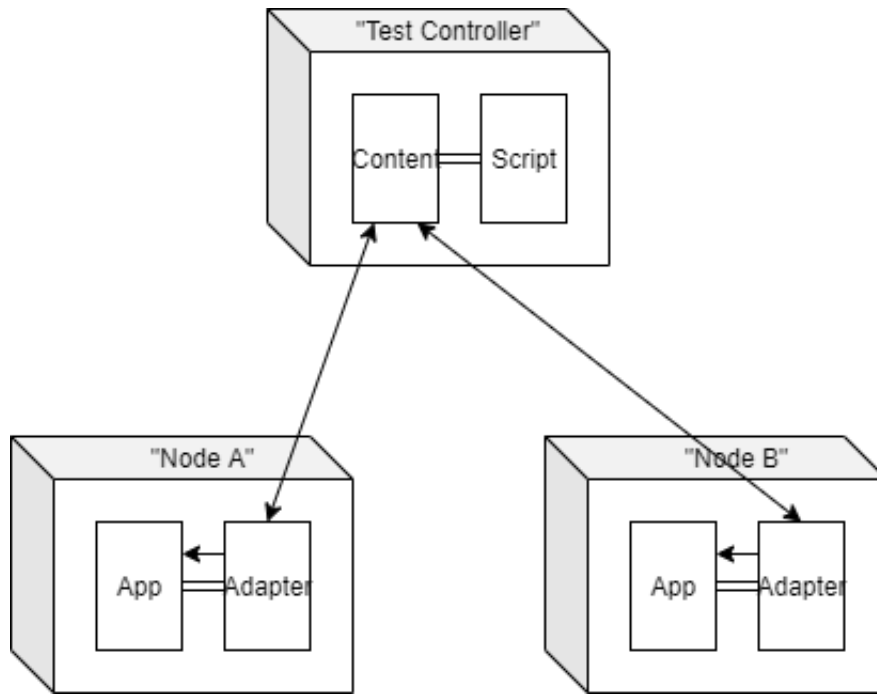 "Test Controller"
Content
Script
"Node A"
"Node B"
App
Adapter
App
Adapter